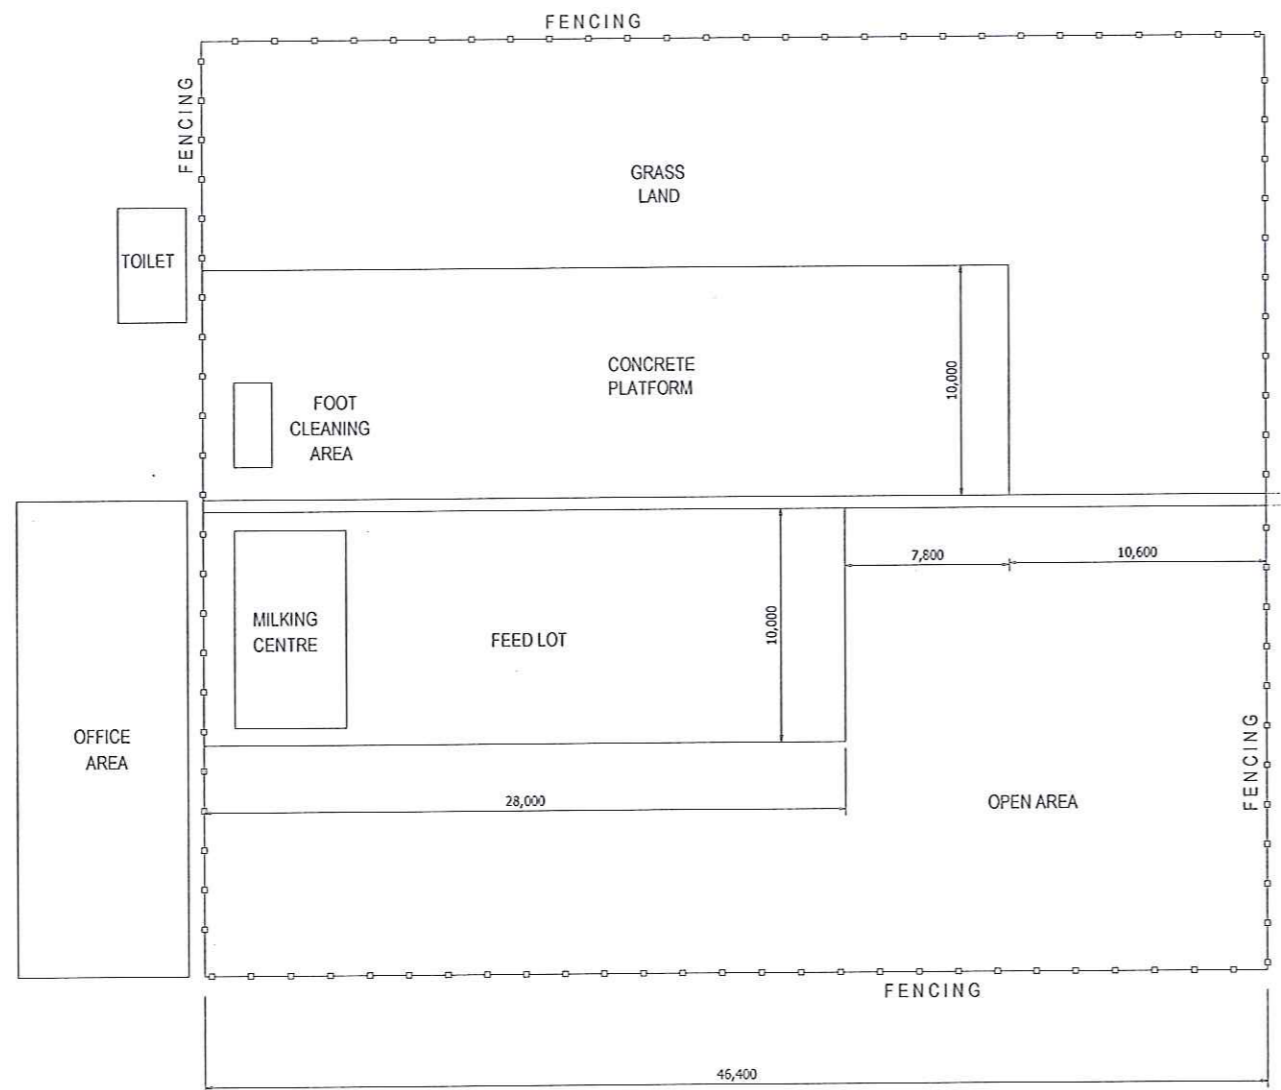 FENCING
FENCING
GRASS
LAND
TOILET
CONCRETE
PLATFORM
10,000
FOOT
CLEANING
AREA
7,800
10,600
MILKING
CENTRE
FEED LOT
10,000
OFFICE
AREA
FENCING
28,000
OPEN AREA
FENCING
46,400